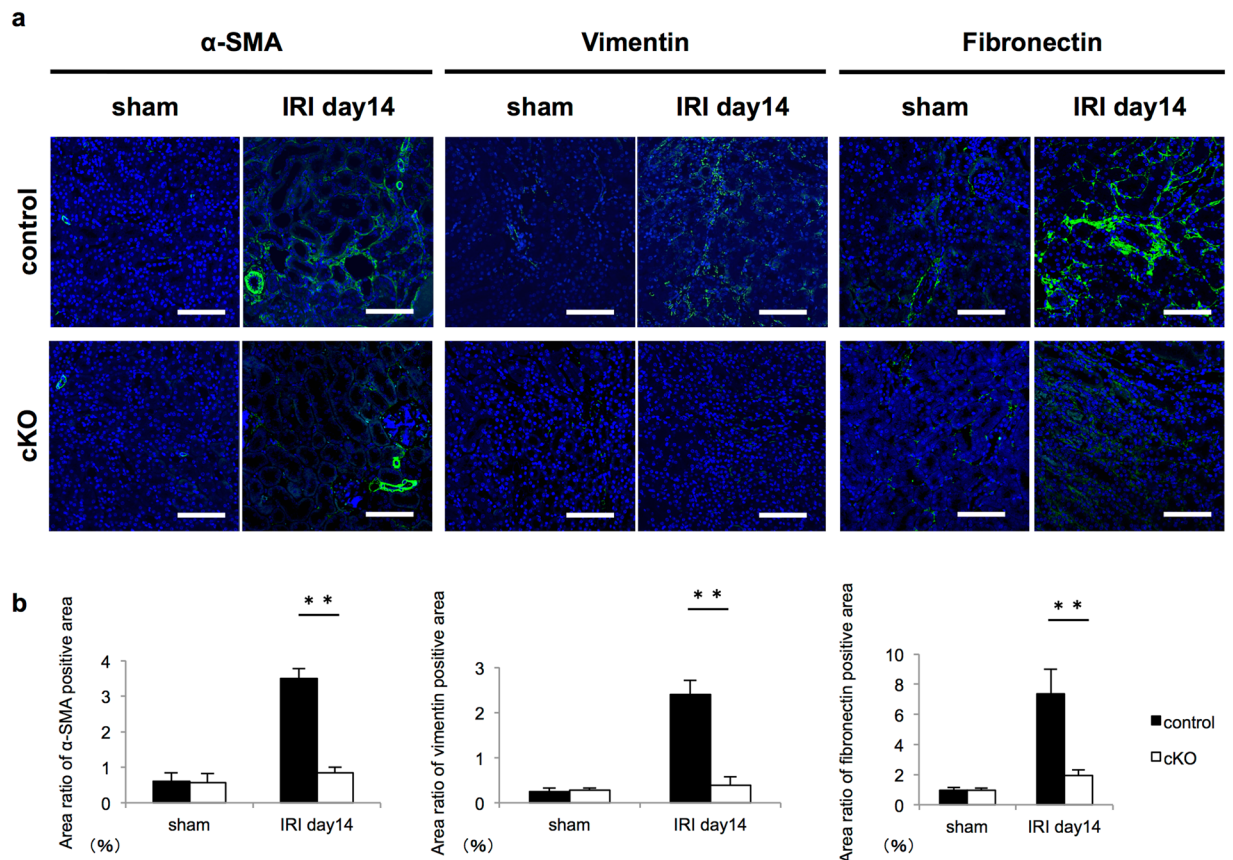 a
α-SMA Vimentin Fibronectin
sham IRI day14 sham IRI day14 sham IRI day14
control
cKO
b
Area ratio of α-SMA positive area
(%)
4
3
2
1
0
sham IRI day14
* *
Area ratio of vimentin positive area
(%)
3
2
1
0
sham IRI day14
* *
Area ratio of fibronectin positive area
(%)
10
8
6
4
2
0
sham IRI day14
* *
control
cKO